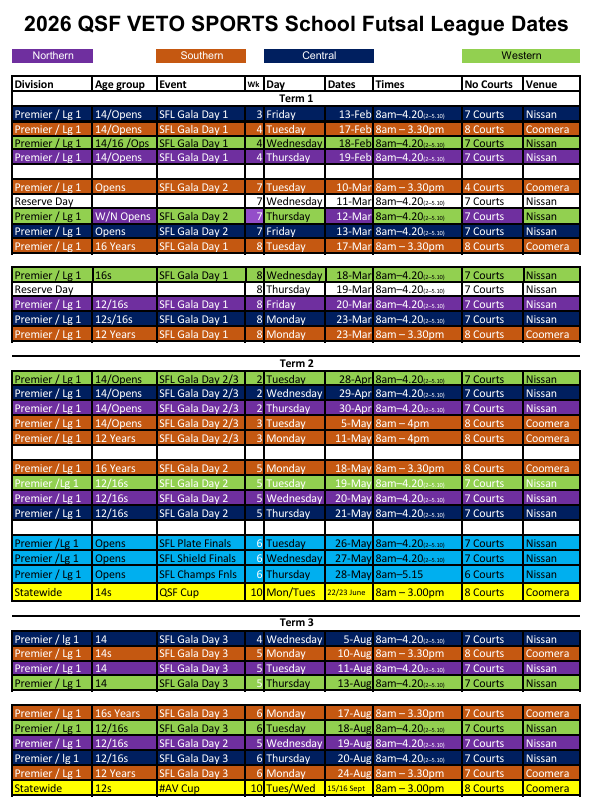 2026 QSF VETO SPORTS School Futsal League Dates
Northern Southern Central Western
Division Age group Event Wk Day Dates Times No Courts Venue
Term 1
Premier / Lg 1 14/Opens SFL Gala Day 1 3 Friday 13-Feb 8am–4.20(2–5.10) 7 Courts Nissan
Premier / Lg 1 14/Opens SFL Gala Day 1 4 Tuesday 17-Feb 8am – 3.30pm 8 Courts Coomera
Premier / Lg 1 14/16 /Ops SFL Gala Day 1 4 Wednesday 18-Feb 8am–4.20(2–5.10) 7 Courts Nissan
Premier / Lg 1 14/Opens SFL Gala Day 1 4 Thursday 19-Feb 8am–4.20(2–5.10) 7 Courts Nissan
Premier / Lg 1 Opens SFL Gala Day 2 7 Tuesday 10-Mar 8am – 3.30pm 4 Courts Coomera
Reserve Day 7 Wednesday 11-Mar 8am–4.20(2–5.10) 7 Courts Nissan
Premier / Lg 1 W/N Opens SFL Gala Day 2 7 Thursday 12-Mar 8am–4.20(2–5.10) 7 Courts Nissan
Premier / Lg 1 Opens SFL Gala Day 2 7 Friday 13-Mar 8am–4.20(2–5.10) 7 Courts Nissan
Premier / Lg 1 16 Years SFL Gala Day 1 8 Tuesday 17-Mar 8am – 3.30pm 8 Courts Coomera
Premier / Lg 1 16s SFL Gala Day 1 8 Wednesday 18-Mar 8am–4.20(2–5.10) 7 Courts Nissan
Reserve Day 8 Thursday 19-Mar 8am–4.20(2–5.10) 7 Courts Nissan
Premier / Lg 1 12/16s SFL Gala Day 1 8 Friday 20-Mar 8am–4.20(2–5.10) 7 Courts Nissan
Premier / Lg 1 12s/16s SFL Gala Day 1 8 Monday 23-Mar 8am–4.20(2–5.10) 7 Courts Nissan
Premier / Lg 1 12 Years SFL Gala Day 1 8 Monday 23-Mar 8am – 3.30pm 8 Courts Coomera
Term 2
Premier / Lg 1 14/Opens SFL Gala Day 2/3 2 Tuesday 28-Apr 8am–4.20(2–5.10) 7 Courts Nissan
Premier / Lg 1 14/Opens SFL Gala Day 2/3 2 Wednesday 29-Apr 8am–4.20(2–5.10) 7 Courts Nissan
Premier / Lg 1 14/Opens SFL Gala Day 2/3 2 Thursday 30-Apr 8am–4.20(2–5.10) 7 Courts Nissan
Premier / Lg 1 14/Opens SFL Gala Day 2/3 3 Tuesday 5-May 8am – 4pm 8 Courts Coomera
Premier / Lg 1 12 Years SFL Gala Day 2/3 3 Monday 11-May 8am – 4pm 8 Courts Coomera
Premier / Lg 1 16 Years SFL Gala Day 2 5 Monday 18-May 8am – 3.30pm 8 Courts Coomera
Premier /Lg 1 12/16s SFL Gala Day 2 5 Tuesday 19-May 8am–4.20(2–5.10) 7 Courts Nissan
Premier / Lg 1 12/16s SFL Gala Day 2 5 Wednesday 20-May 8am–4.20(2–5.10) 7 Courts Nissan
Premier / Lg 1 12/16s SFL Gala Day 2 5 Thursday 21-May 8am–4.20(2–5.10) 7 Courts Nissan
Premier /Lg 1 Opens SFL Plate Finals 6 Tuesday 26-May 8am–4.20(2–5.10) 7 Courts Nissan
Premier /Lg 1 Opens SFL Shield Finals 6 Wednesday 27-May 8am–4.20(2–5.10) 7 Courts Nissan
Premier / Lg 1 Opens SFL Champs Fnls 6 Thursday 28-May 8am–5.15 6 Courts Nissan
Statewide 14s QSF Cup 10 Mon/Tues 22/23 June 8am – 3.00pm 8 Courts Coomera
Term 3
Premier / lg 1 14 SFL Gala Day 3 4 Wednesday 5-Aug 8am–4.20(2–5.10) 7 Courts Nissan
Premier / Lg 1 14s SFL Gala Day 3 5 Monday 10-Aug 8am – 3.30pm 8 Courts Coomera
Premier / Lg 1 14 SFL Gala Day 3 5 Tuesday 11-Aug 8am–4.20(2–5.10) 7 Courts Nissan
Premier / Lg 1 14 SFL Gala Day 3 5 Thursday 13-Aug 8am–4.20(2–5.10) 7 Courts Nissan
Premier / Lg 1 16s Years SFL Gala Day 3 6 Monday 17-Aug 8am – 3.30pm 8 Courts Coomera
Premier / Lg 1 12/16s SFL Gala Day 3 6 Tuesday 18-Aug 8am–4.20(2–5.10) 7 Courts Nissan
Premier / Lg 1 12/16s SFL Gala Day 2 5 Wednesday 19-Aug 8am–4.20(2–5.10) 7 Courts Nissan
Premier / lg 1 12/16s SFL Gala Day 3 6 Thursday 20-Aug 8am–4.20(2–5.10) 7 Courts Nissan
Premier / Lg 1 12 Years SFL Gala Day 3 6 Monday 24-Aug 8am – 3.30pm 8 Courts Coomera
Statewide 12s #AV Cup 10 Tues/Wed 15/16 Sept 8am – 3.00pm 8 Courts Coomera